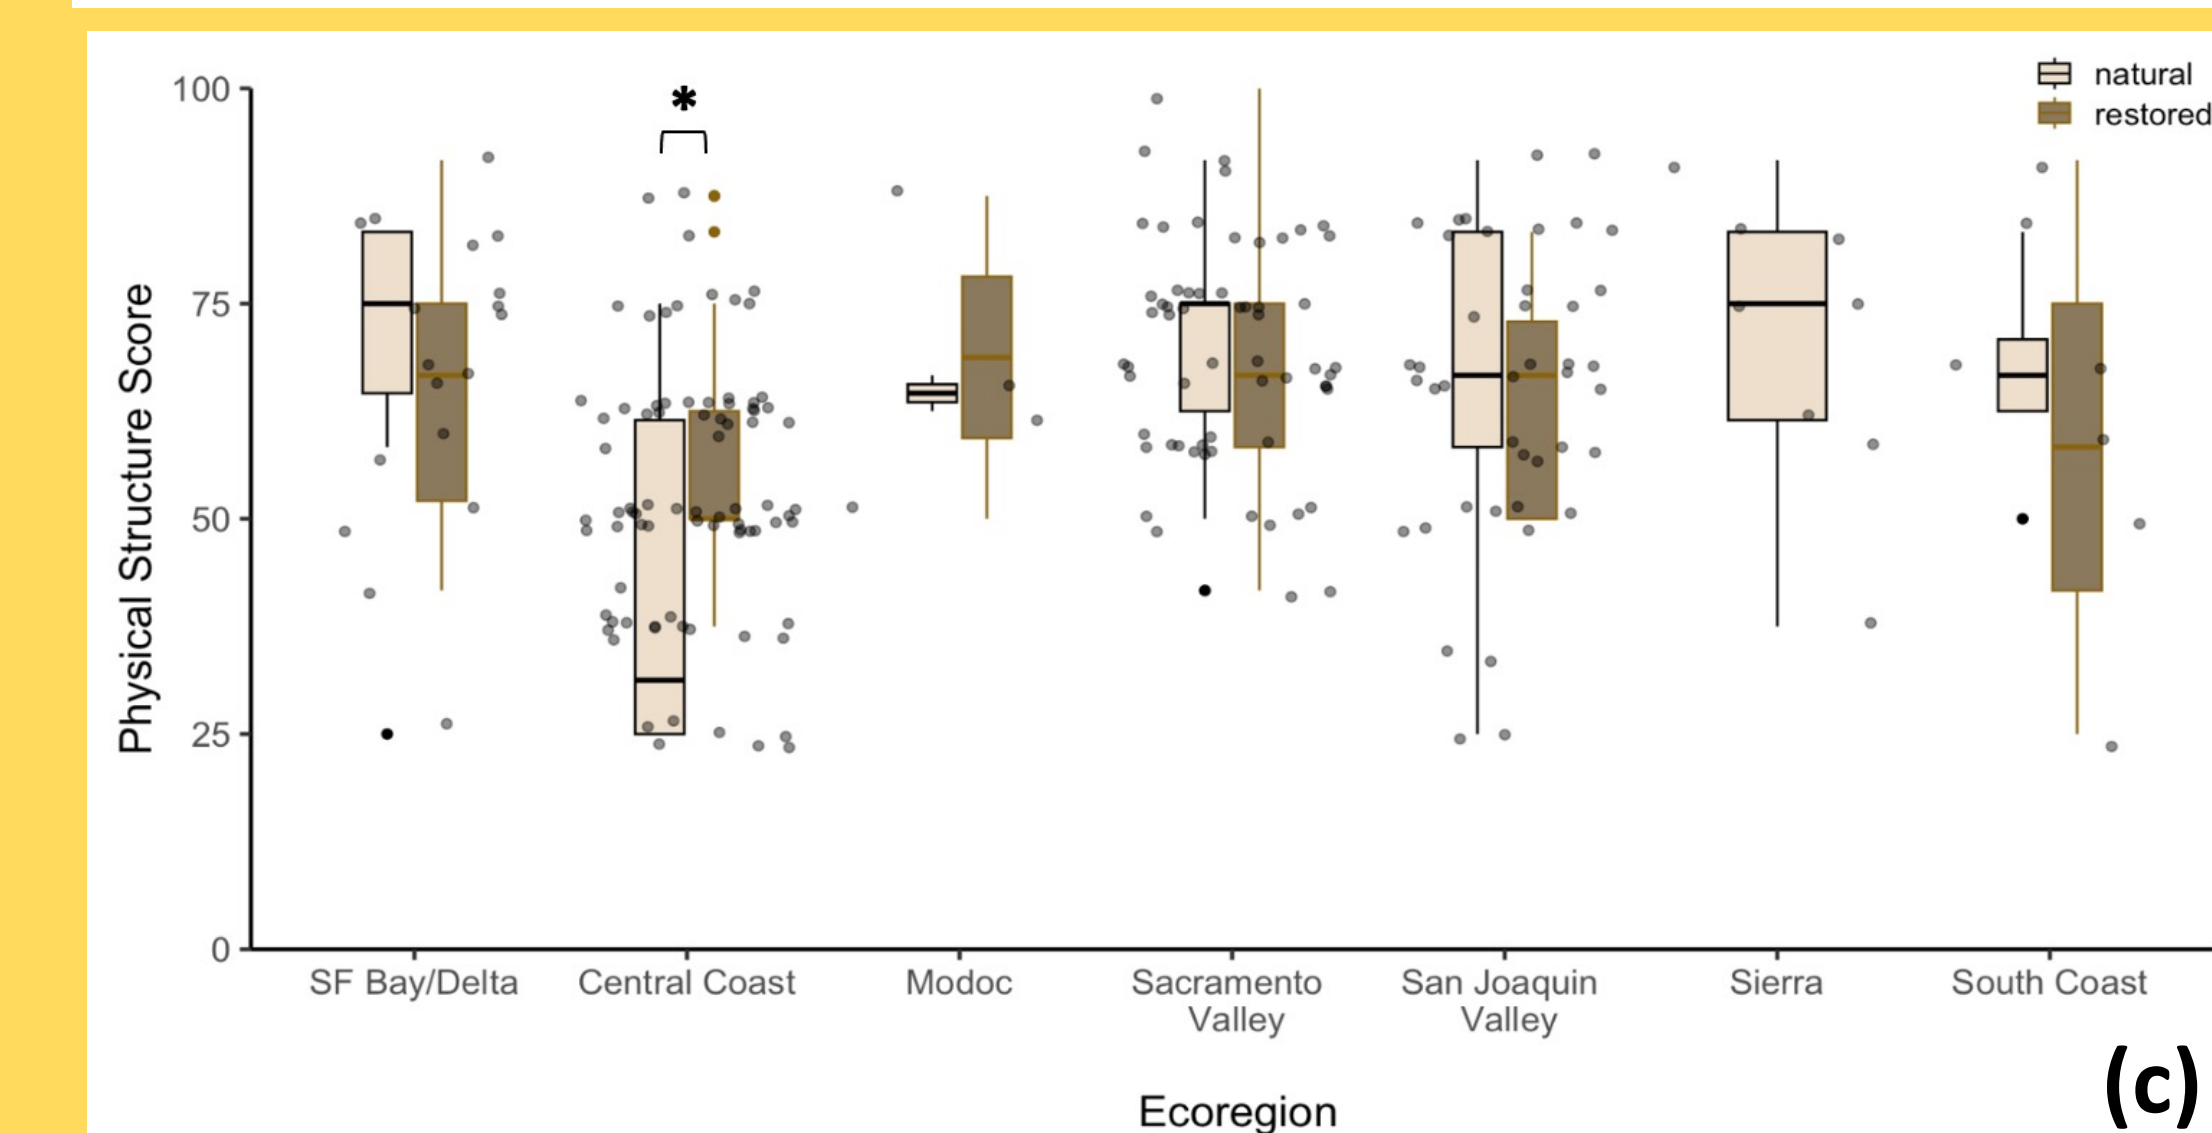 natural
restored
*
100
75
50
25
0
Physical Structure Score
SF Bay/Delta
Central Coast
Modoc
Sacramento
Valley
San Joaquin
Valley
Sierra
South Coast
Ecoregion
(c)